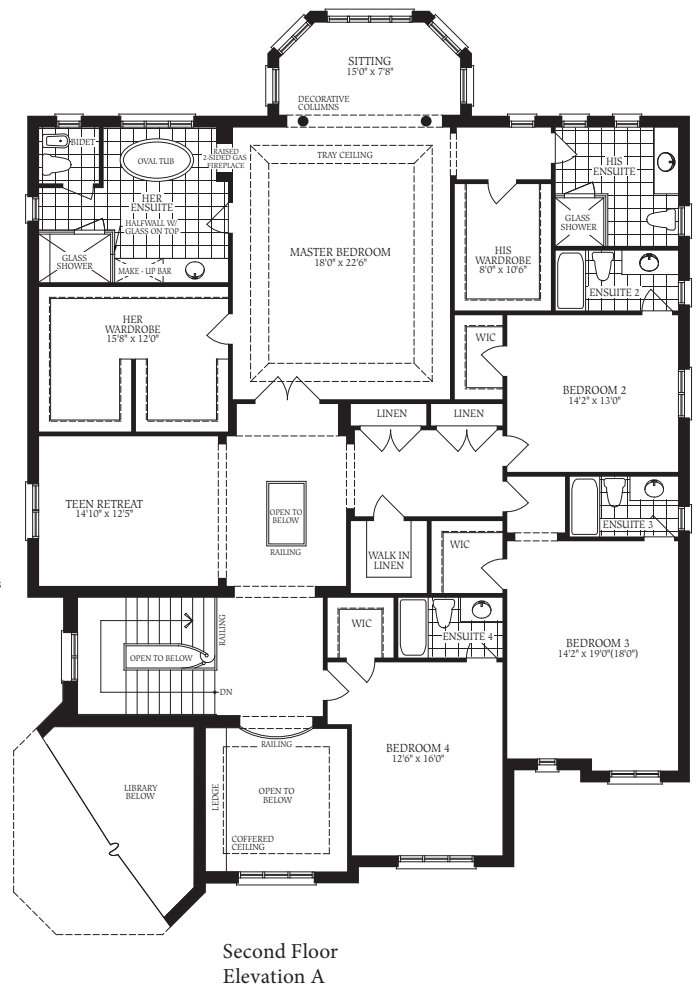 SITTING
15'0" x 7'8"
DECORATIVE
COLUMNS
BIDET
OVAL TUB
RAISED
2-SIDED GAS
FIREPLACE
TRAY CEILING
HIS
ENSUITE
HER
ENSUITE
HALFWALL W/
GLASS ON TOP
GLASS
SHOWER
GLASS
SHOWER
MAKE - UP BAR
MASTER BEDROOM
18'0" x 22'6"
HIS
WARDROBE
8'0" x 10'6"
ENSUITE 2
HER
WARDROBE
15'8" x 12'0"
WIC
BEDROOM 2
14'2" x 13'0"
LINEN
LINEN
TEEN RETREAT
14'10" x 12'5"
OPEN TO
BELOW
RAILING
ENSUITE 3
WALK IN
LINEN
WIC
WIC
ENSUITE 4
RAILING
OPEN TO BELOW
DN
BEDROOM 3
14'2" x 19'0"(18'0")
RAILING
BEDROOM 4
12'6" x 16'0"
LIBRARY
BELOW
LEDGE
OPEN TO
BELOW
COFFERED
CEILING
Second Floor
Elevation A